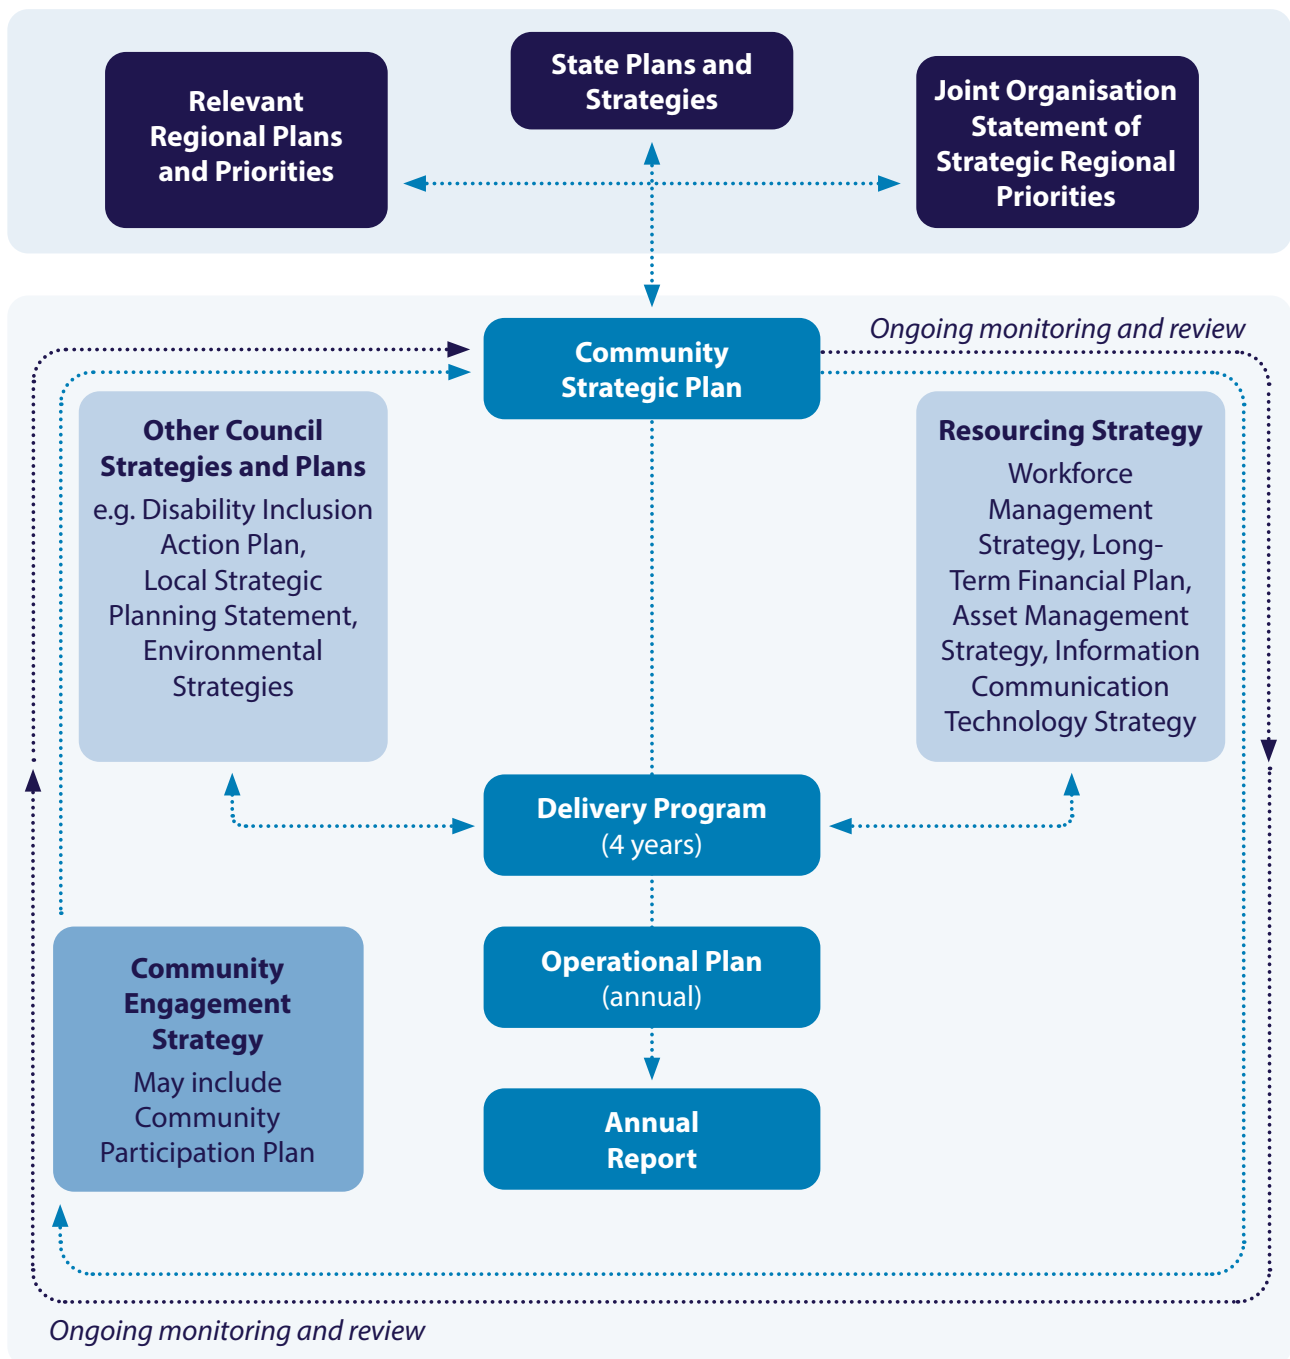 Relevant
Regional Plans
and Priorities
State Plans and
Strategies
Joint Organisation
Statement of
Strategic Regional
Priorities
Community
Strategic Plan
Ongoing monitoring and review
Other Council
Strategies and Plans
e.g. Disability Inclusion
Action Plan,
Local Strategic
Planning Statement,
Environmental
Strategies
Resourcing Strategy
Workforce
Management
Strategy, Long-
Term Financial Plan,
Asset Management
Strategy, Information
Communication
Technology Strategy
Delivery Program
(4 years)
Community
Engagement
Strategy
May include
Community
Participation Plan
Operational Plan
(annual)
Annual
Report
Ongoing monitoring and review